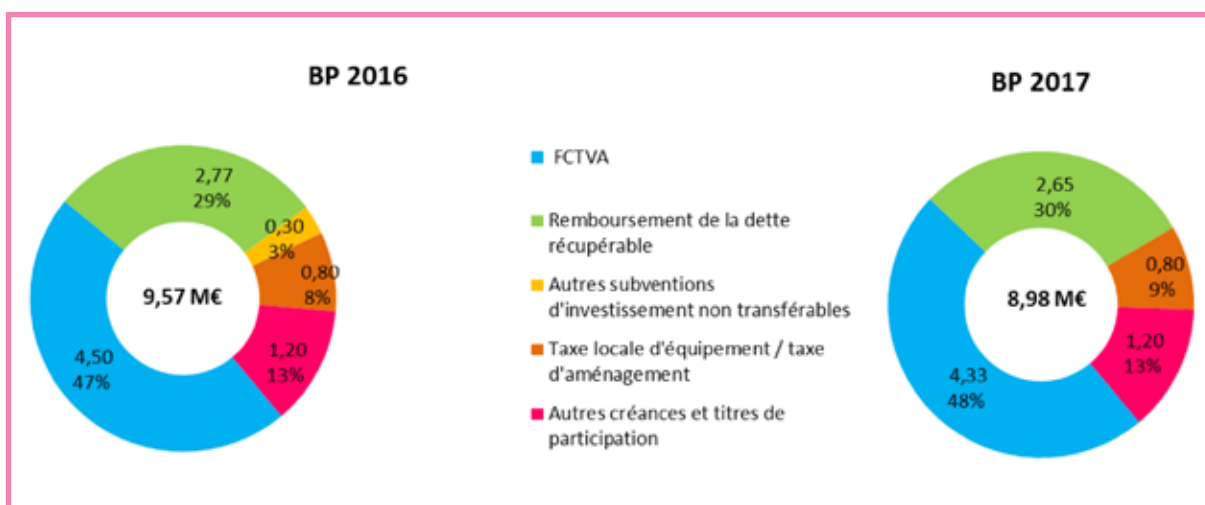 BP 2016
2,77
29%
0,30
3%
0,80
8%
9,57 M€
1,20
13%
4,50
47%
FCTVA
Remboursement de la dette
récupérable
Autres subventions
d'investissement non transférables
Taxe locale d'équipement / taxe
d'aménagement
Autres créances et titres de
participation
BP 2017
2,65
30%
0,80
9%
8,98 M€
1,20
13%
4,33
48%